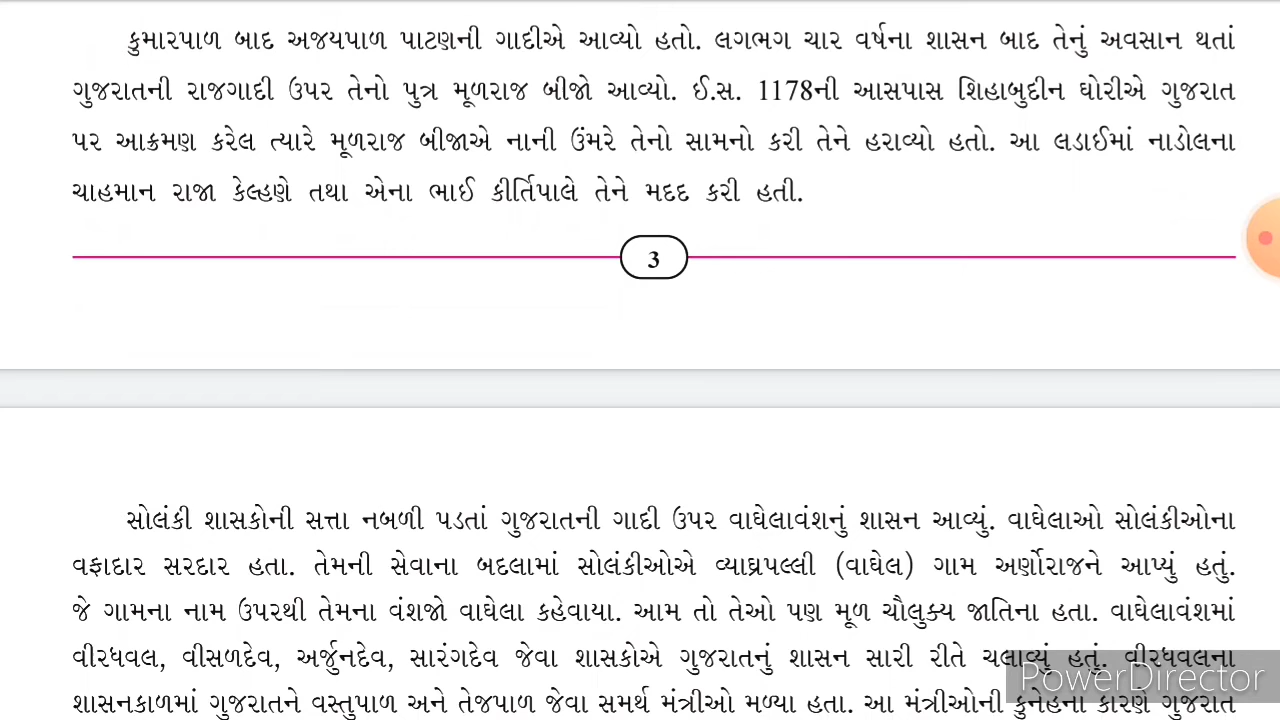 કુમારપાળ બાદ અજયપાળ પાટણની ગાદીએ આવ્યો હતો. લગભગ ચાર વર્ષના શાસન બાદ તેનું અવસાન થતાં
ગુજરાતની રાજગાદી ઉપર તેનો પુત્ર મૂળરાજ બીજો આવ્યો. ઈ.સ. 1178ની આસપાસ શિહાબુદીન ઘોરીએ ગુજરાત
પર આક્રમણ કરેલ ત્યારે મૂળરાજ બીજાએ નાની ઉંમરે તેનો સામનો કરી તેને હરાવ્યો હતો. આ લડાઈમાં નાડોલના
ચાહમાન રાજા કેલ્હણે તથા એના ભાઈ કીર્તિપાલે તેને મદદ કરી હતી.
3
સોલંકી શાસકોની સત્તા નબળી પડતાં ગુજરાતની ગાદી ઉપર વાઘેલાવંશનું શાસન આવ્યું. વાઘેલાઓ સોલંકીઓના
વફાદાર સરદાર હતા. તેમની સેવાના બદલામાં સોલંકીઓએ વ્યાઘ્રપલ્લી (વાઘેલ) ગામ અર્ણોરાજને આપ્યું હતું.
જે ગામના નામ ઉપરથી તેમના વંશજો વાઘેલા કહેવાયા. આમ તો તેઓ પણ મૂળ ચૌલુક્ય જાતિના હતા. વાઘેલાવંશમાં
વીરધવલ, વીસળદેવ, અર્જુનદેવ, સારંગદેવ જેવા શાસકોએ ગુજરાતનું શાસન સારી રીતે ચલાવ્યું હતું. વીરધવલના
શાસનકાળમાં ગુજરાતને વસ્તુપાળ અને તેજપાળ જેવા સમર્થ મંત્રીઓ મળ્યા હતા. આ મંત્રીઓની કુનેહના કારણે ગુજરાત
PowerDirector